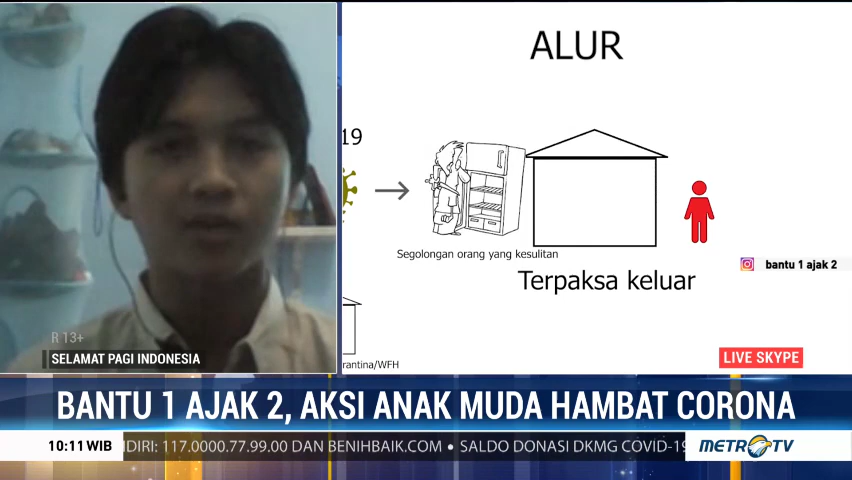 ALUR
19
Segolongan orang yang kesulitan
Terpaksa keluar
bantu 1 ajak 2
rantina/WFH
R 13+
SELAMAT PAGI INDONESIA
LIVE SKYPE
BANTU 1 AJAK 2, AKSI ANAK MUDA HAMBAT CORONA
10:11 WIB
DIRI: 117.0000.77.99.00 DAN BENIHBAIK.COM • SALDO DONASI DKMG COVID-19
METRO TV